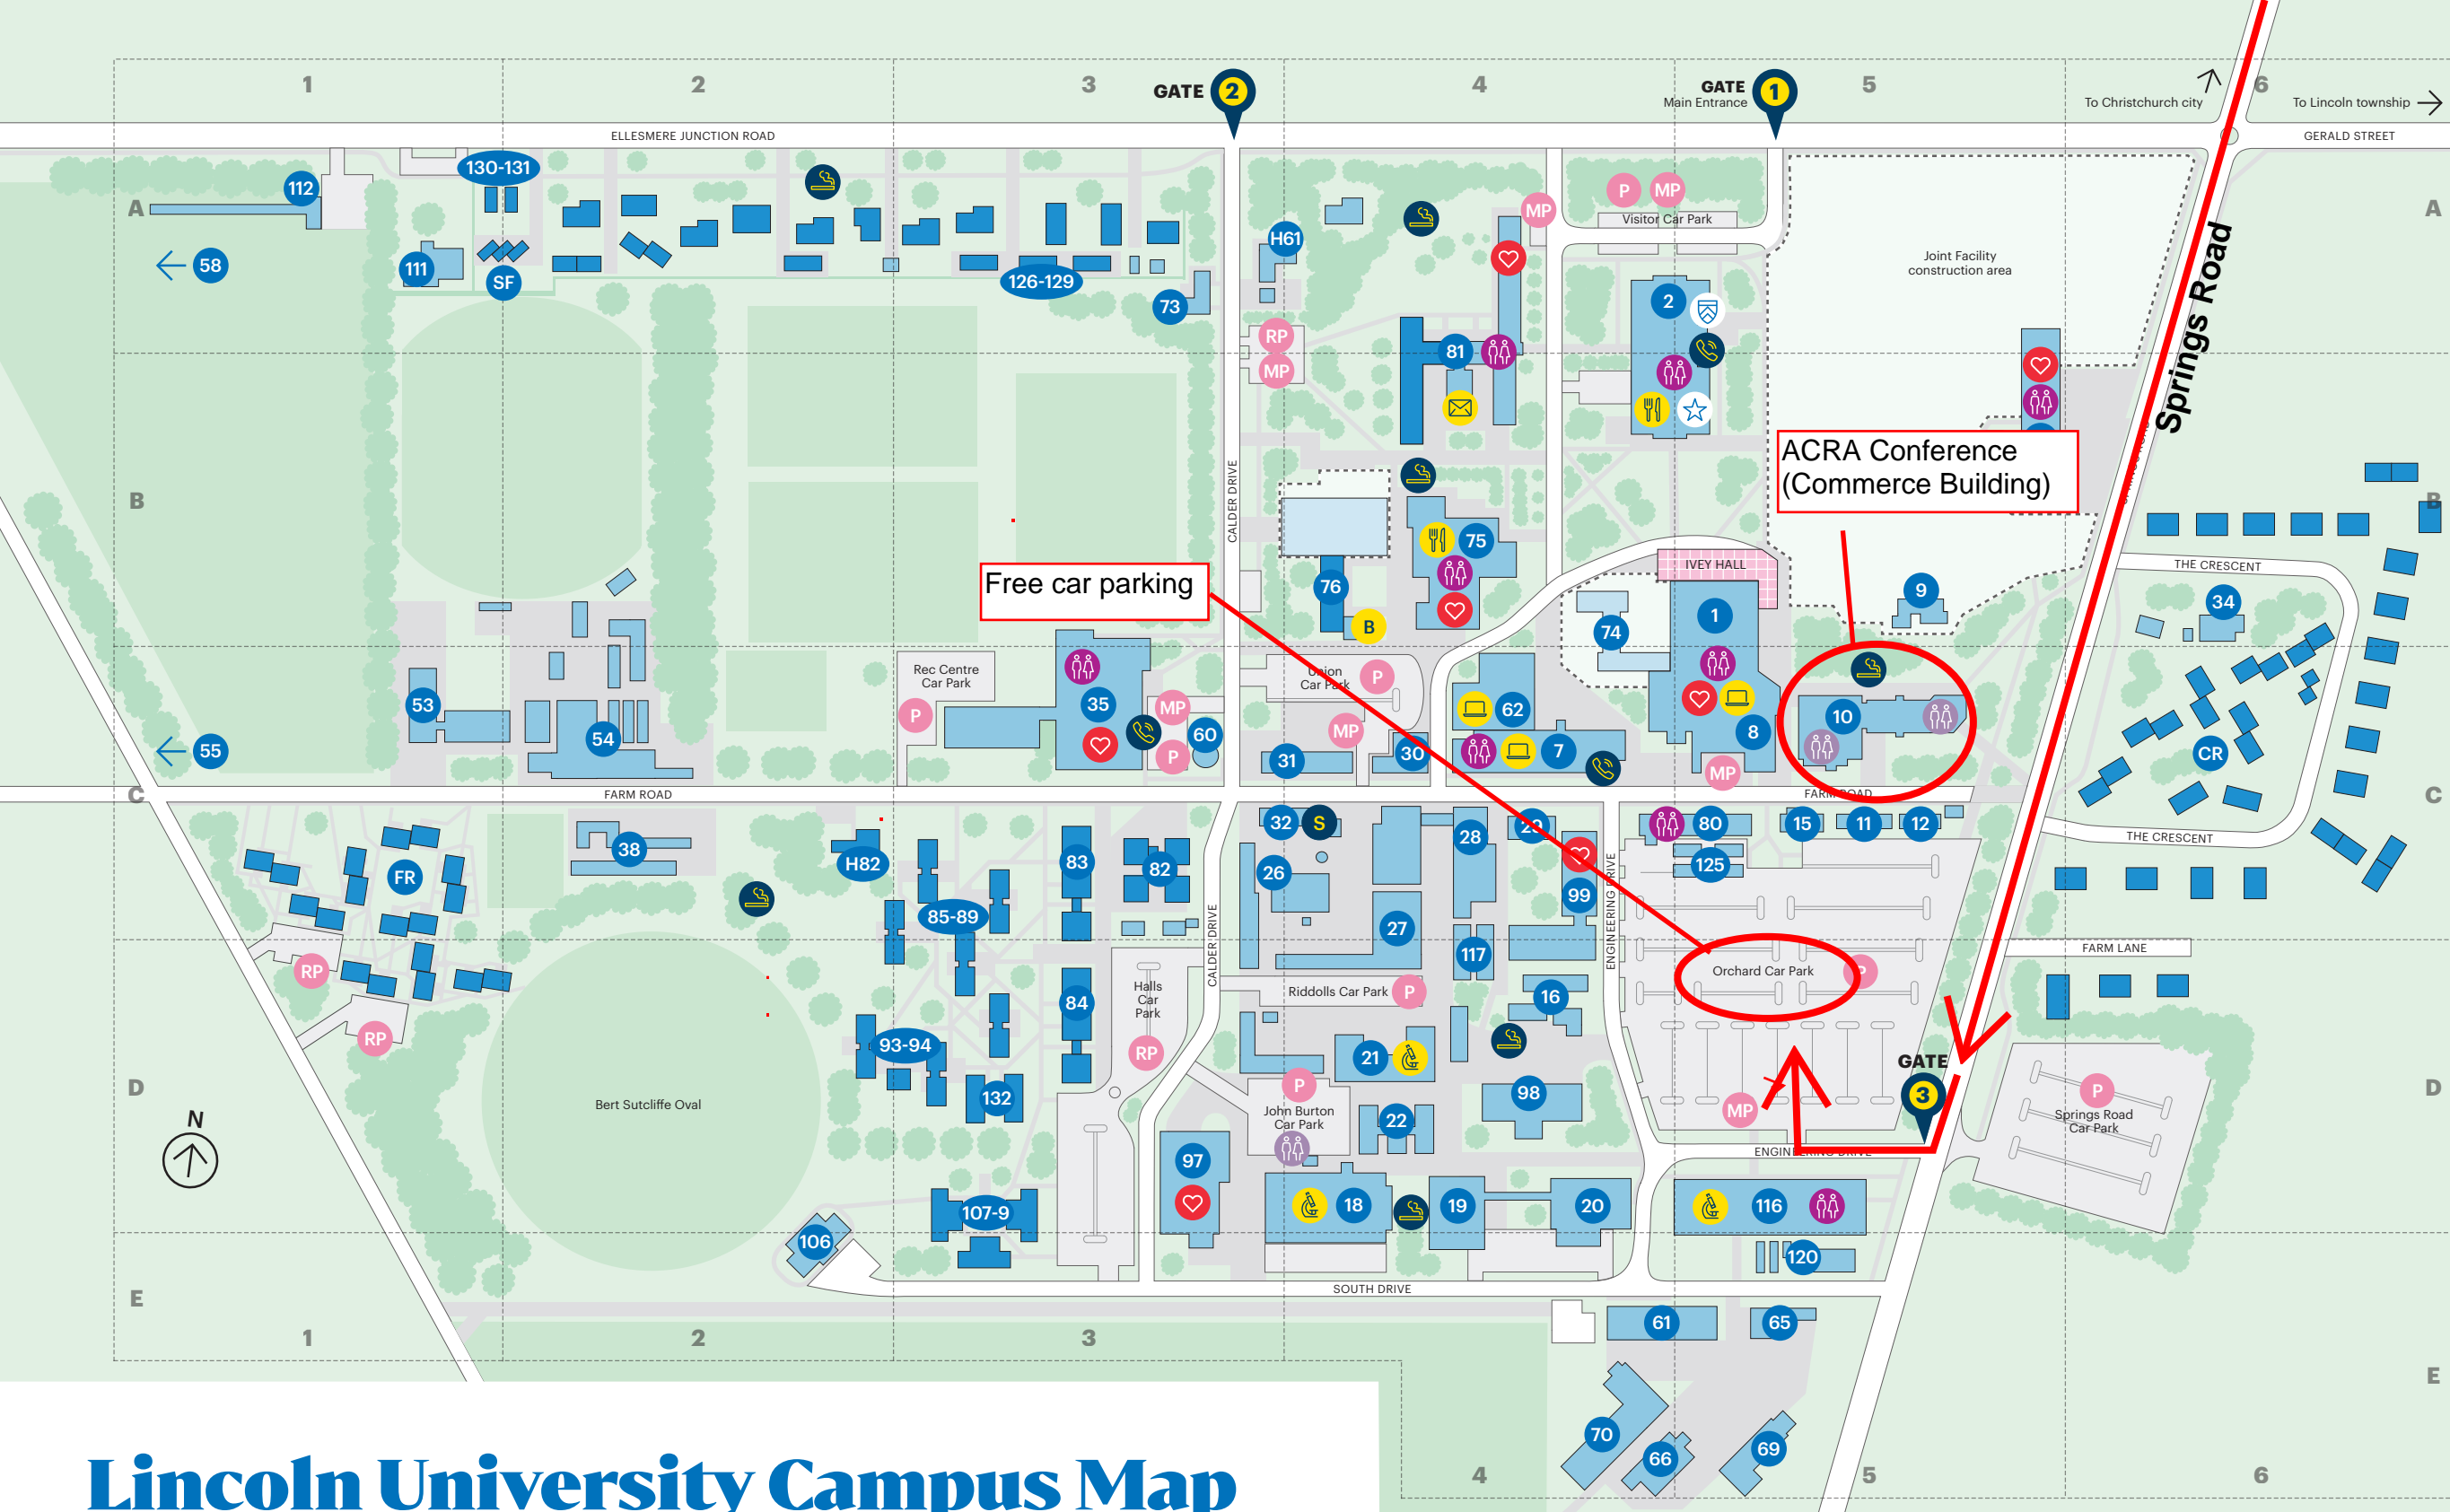 1
2
3
GATE
2
4
GATE
Main Entrance
1
5
To Christchurch city
6
To Lincoln township
ELLESMERE JUNCTION ROAD
GERALD STREET
130-131
112
A
58
111
SF
126-129
73
H61
MP
P
MP
Visitor Car Park
Joint Facility
construction area
A
RP
MP
81
2
Springs Road
ACRA Conference
(Commerce Building)
B
CALDER DRIVE
B
75
76
B
Free car parking
IVEY HALL
1
74
9
THE CRESCENT
34
Rec Centre
Car Park
P
35
MP
P
60
Union
Car Park
P
MP
31
30
62
7
8
MP
10
CR
53
54
55
C
FARM ROAD
FARM ROAD
C
THE CRESCENT
38
FR
H82
83
82
85-89
32
S
26
28
29
27
99
117
ENGINEERING DRIVE
80
15
11
12
125
FARM LANE
RP
RP
84
Halls
Car
Park
RP
CALDER DRIVE
Riddolls Car Park
P
16
Orchard Car Park
P
93-94
132
21
98
P
John Burton
Car Park
22
MP
GATE
3
P
Springs Road
Car Park
D
D
N
Bert Sutcliffe Oval
97
ENGINEERING DRIVE
107-9
106
18
19
20
116
120
E
SOUTH DRIVE
61
65
1
2
3
E
70
66
69
4
5
6
Lincoln University Campus Map